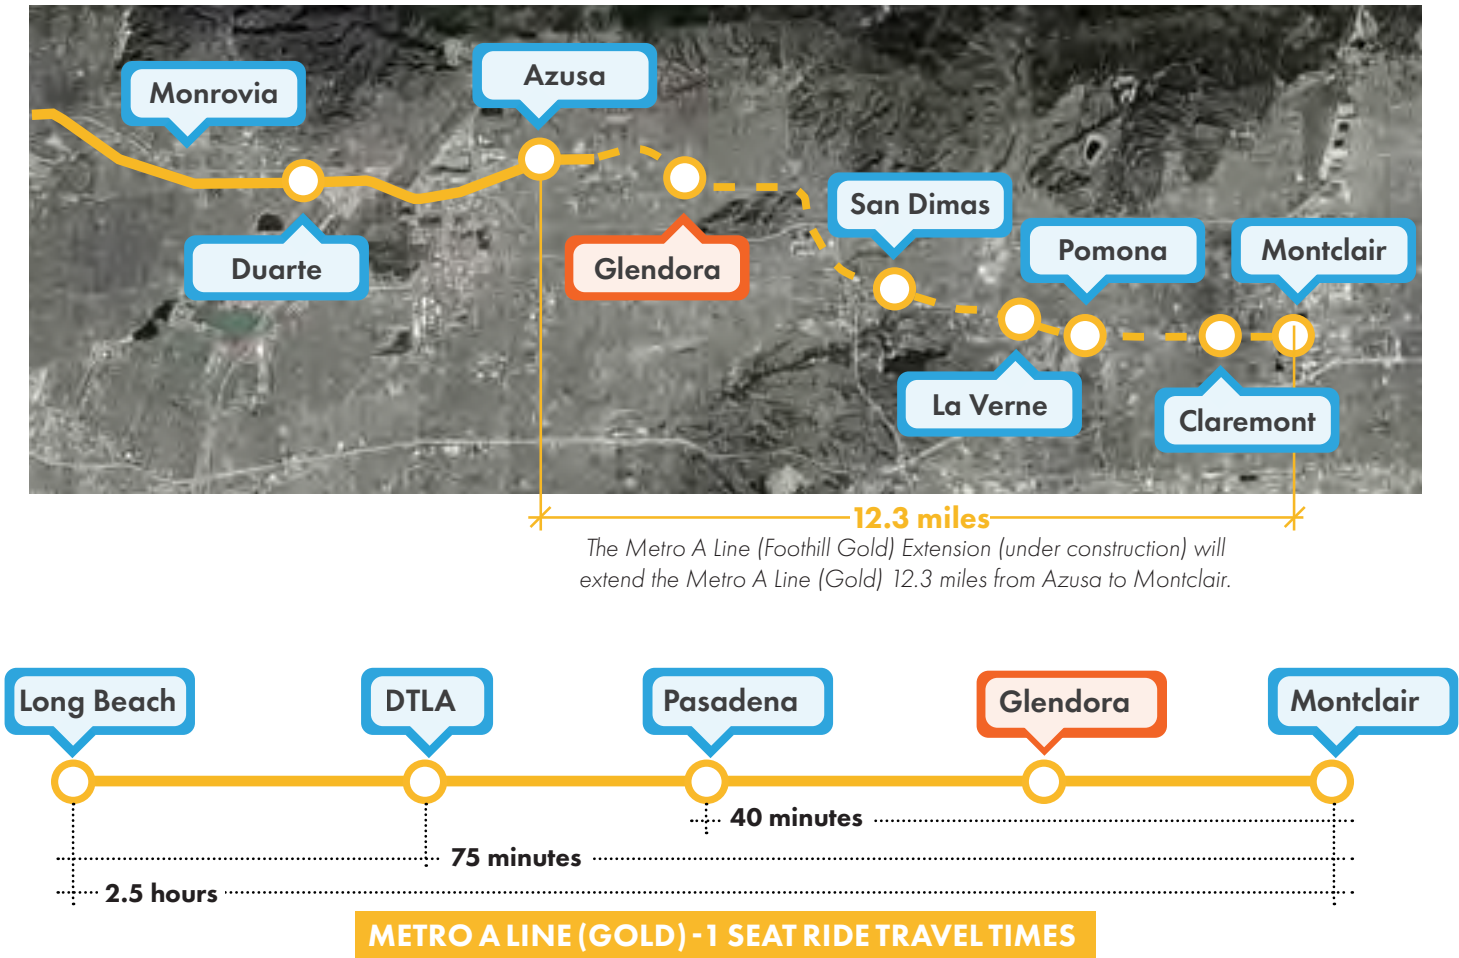 Monrovia
Azusa
Duarte
Glendora
San Dimas
Pomona
Montclair
La Verne
Claremont
12.3 miles
The Metro A Line (Foothill Gold) Extension (under construction) will
extend the Metro A Line (Gold) 12.3 miles from Azusa to Montclair.
Long Beach
DTLA
Pasadena
Glendora
Montclair
40 minutes
75 minutes
2.5 hours
METRO A LINE (GOLD) - 1 SEAT RIDE TRAVEL TIMES